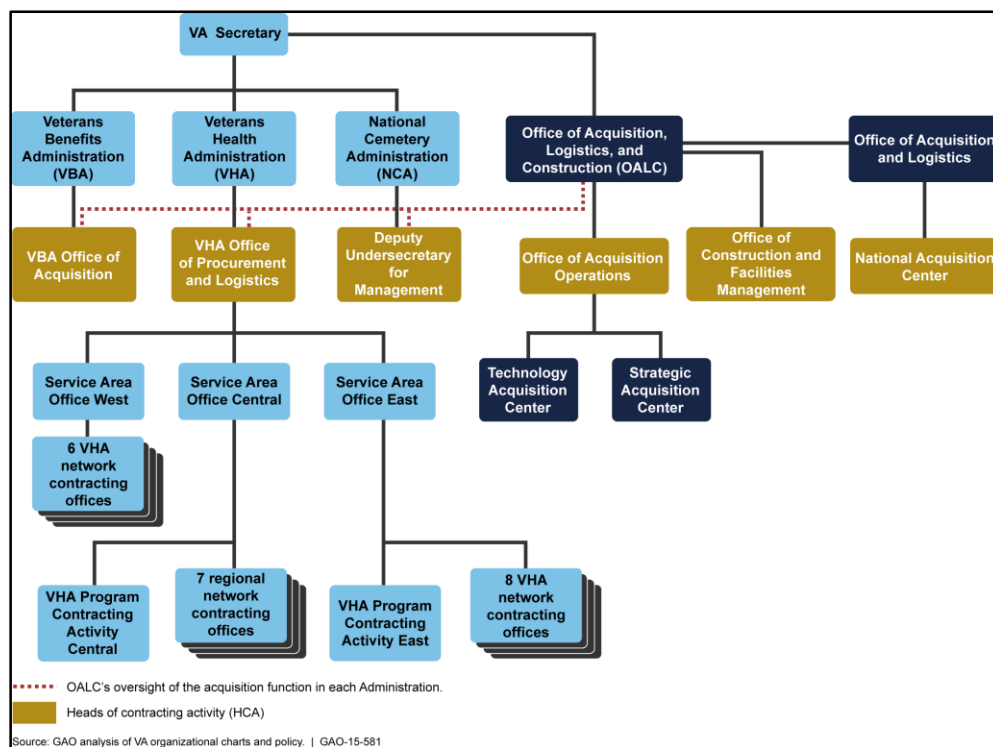 VA Secretary
Veterans
Benefits
Administration
(VBA)
Veterans
Health
Administration
(VHA)
National
Cemetery
Administration
(NCA)
Office of Acquisition,
Logistics, and
Construction (OALC)
Office of Acquisition
and Logistics
VBA Office of
Acquisition
VHA Office
of Procurement
and Logistics
Deputy
Undersecretary
for
Management
Office of Acquisition
Operations
Office of
Construction and
Facilities
Management
National Acquisition
Center
Service Area
Office West
Service Area
Office Central
Service Area
Office East
Technology
Acquisition
Center
Strategic
Acquisition
Center
6 VHA
network
contracting
offices
VHA Program
Contracting
Activity
Central
7 regional
network
contracting
offices
VHA Program
Contracting
Activity East
8 VHA
network
contracting
offices
OALC's oversight of the acquisition function in each Administration.
Heads of contracting activity (HCA)
Source: GAO analysis of VA organizational charts and policy. | GAO-15-581